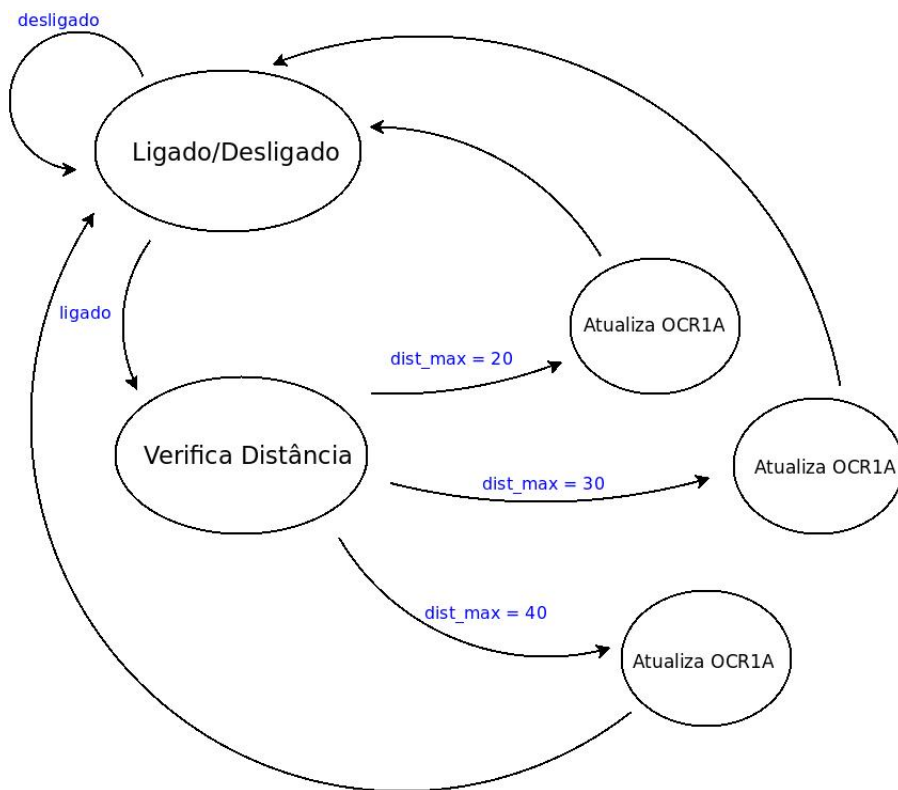 desligado
Ligado/Desligado
ligado
Atualiza OCR1A
dist_max = 20
Verifica Distância
dist_max = 30
Atualiza OCR1A
dist_max = 40
Atualiza OCR1A